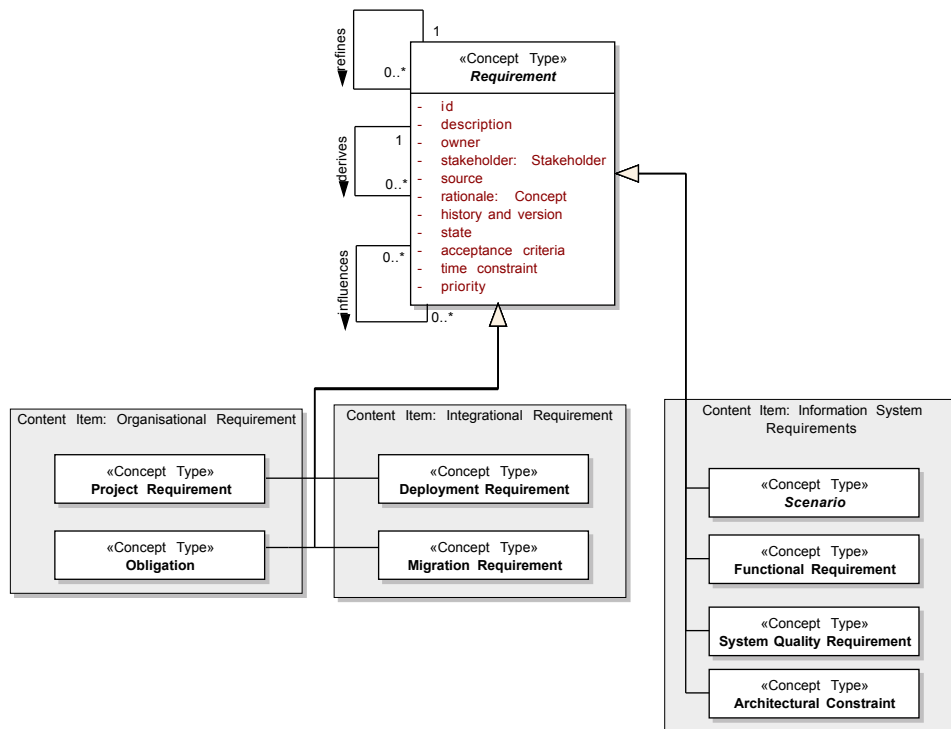 refines
1
0..*
«Concept Type»
Requirement
- id
- description
- owner
- stakeholder: Stakeholder
- source
- rationale: Concept
- history and version
- state
- acceptance criteria
- time constraint
- priority
derives
1
0..*
influences
0..*
0..*
Content Item: Organisational Requirement
«Concept Type»
Project Requirement
«Concept Type»
Obligation
Content Item: Integrational Requirement
«Concept Type»
Deployment Requirement
«Concept Type»
Migration Requirement
Content Item: Information System
Requirements
«Concept Type»
Scenario
«Concept Type»
Functional Requirement
«Concept Type»
System Quality Requirement
«Concept Type»
Architectural Constraint